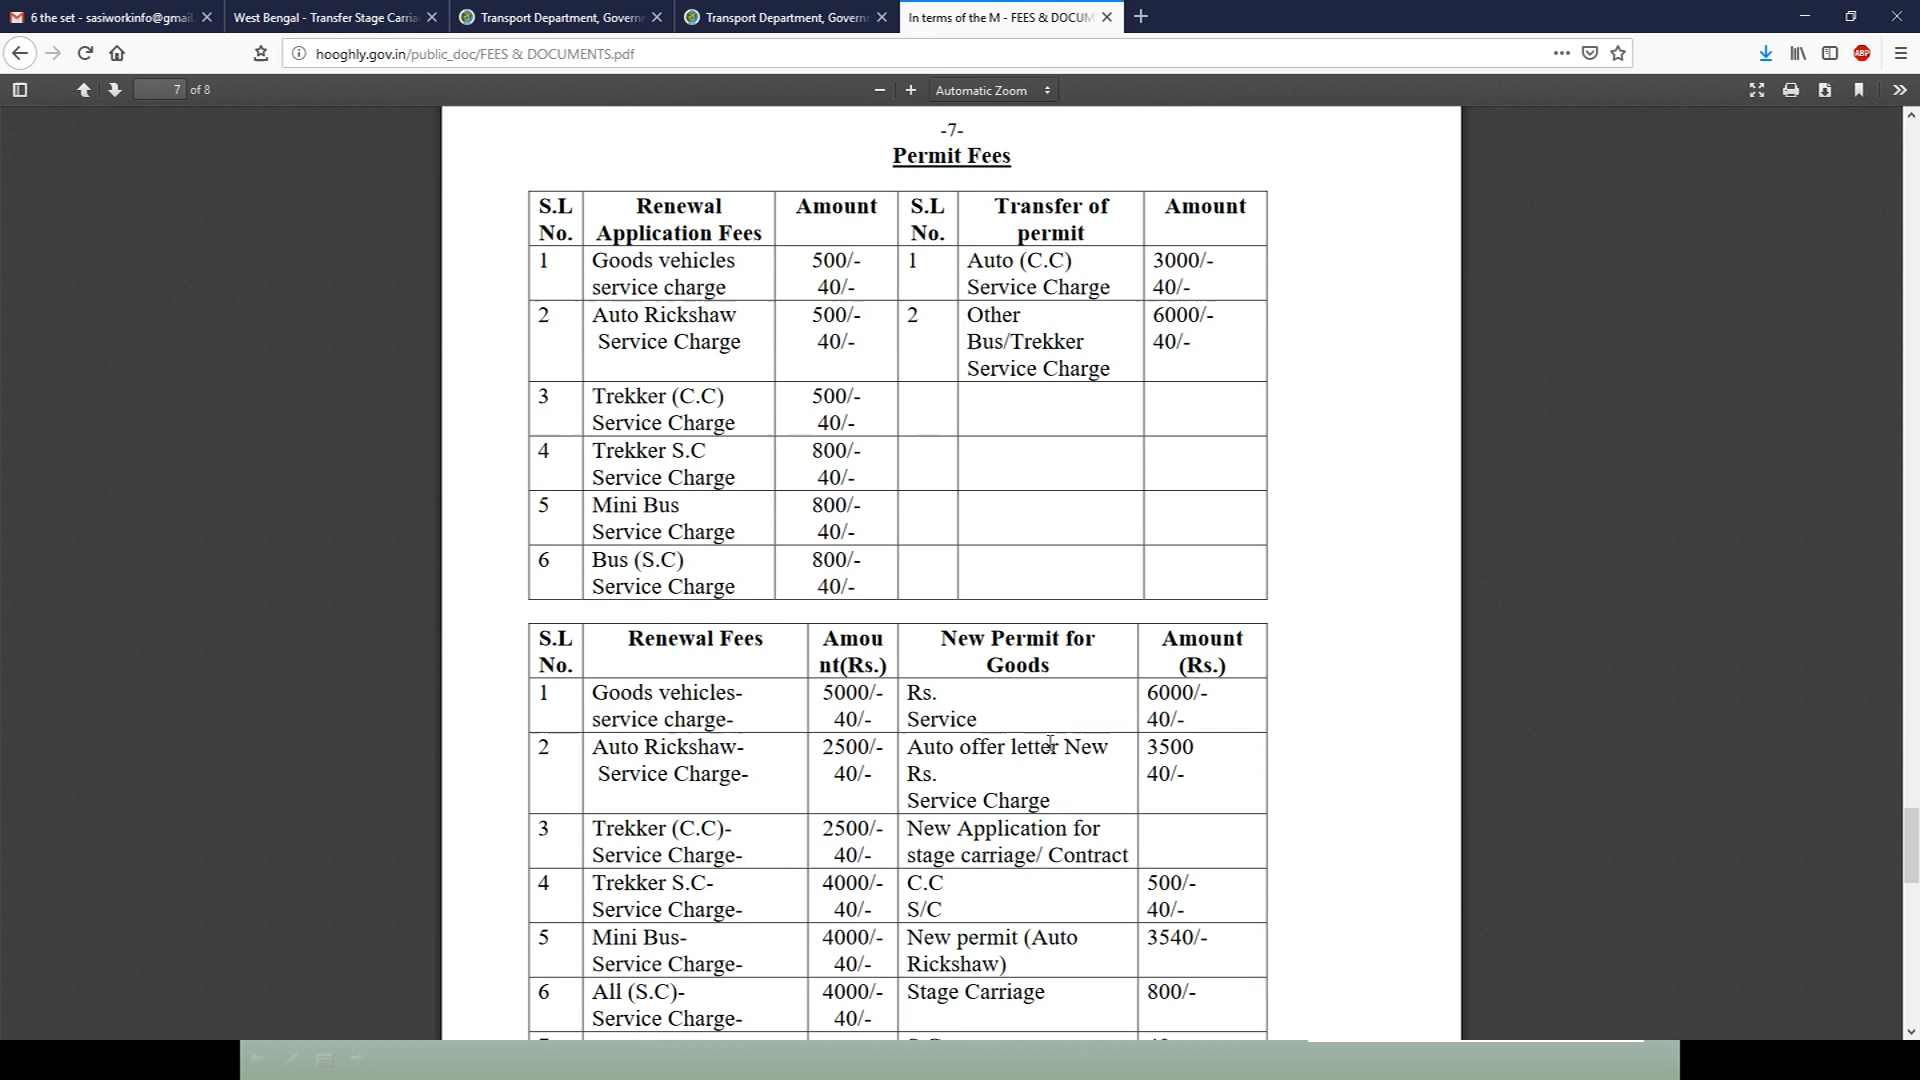 6 the set - sasiworkinfo@gmail.
West Bengal - Transfer Stage Carria
Transport Department, Govern
Transport Department, Govern
In terms of the M - FEES & DOCUM
hooghly.gov.in/public_doc/FEES & DOCUMENTS.pdf
ABP
7 of 8
Automatic Zoom
-7-
Permit Fees
S.L No. Renewal Application Fees Amount S.L No. Transfer of permit Amount
1 Goods vehicles 500/- 1 Auto (C.C) 3000/-
service charge 40/- Service Charge 40/-
2 Auto Rickshaw 500/- 2 Other 6000/-
Service Charge 40/- Bus/Trekker 40/-
Service Charge
3 Trekker (C.C) 500/-
Service Charge 40/-
4 Trekker S.C 800/-
Service Charge 40/-
5 Mini Bus 800/-
Service Charge 40/-
6 Bus (S.C) 800/-
Service Charge 40/-
S.L Renewal Fees Amou New Permit for Amount
No. nt(Rs.) Goods (Rs.)
1 Goods vehicles- 5000/- Rs. 6000/-
service charge- 40/- Service 40/-
2 Auto Rickshaw- 2500/- Auto offer letter New 3500
Service Charge- 40/- Rs. 40/-
Service Charge
3 Trekker (C.C)- 2500/- New Application for
Service Charge- 40/- stage carriage/ Contract
4 Trekker S.C- 4000/- C.C 500/-
Service Charge- 40/- S/C 40/-
5 Mini Bus- 4000/- New permit (Auto 3540/-
Service Charge- 40/- Rickshaw)
6 All (S.C)- 4000/- Stage Carriage 800/-
Service Charge- 40/-